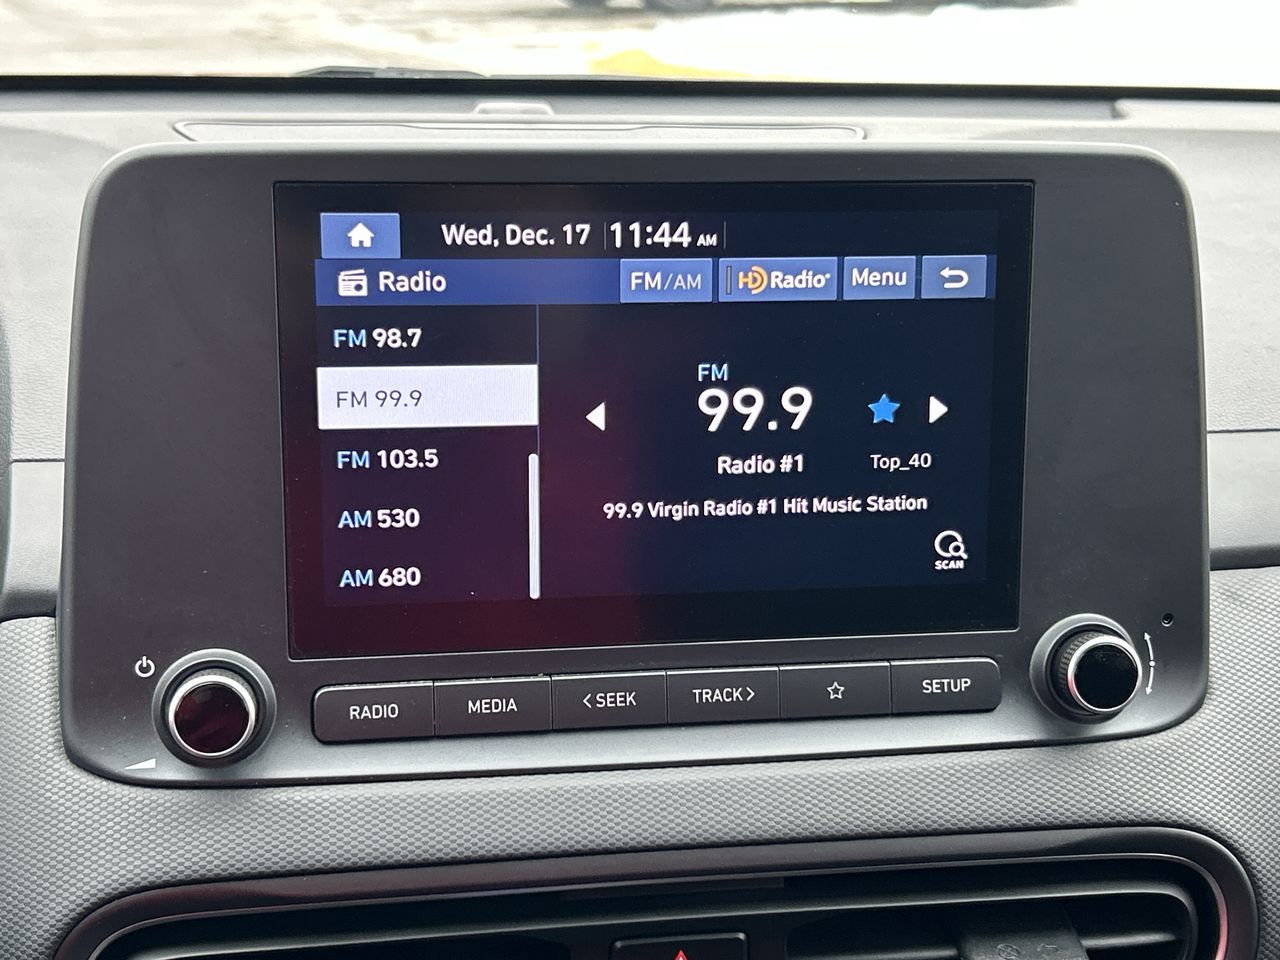 Wed, Dec. 17 11:44 AM
Radio FM/AM HD Radio Menu
FM 98.7
FM 99.9
FM 103.5
AM 530
AM 680
FM
99.9
Radio #1 Top_40
99.9 Virgin Radio #1 Hit Music Station
SCAN
RADIO MEDIA <SEEK TRACK> SETUP